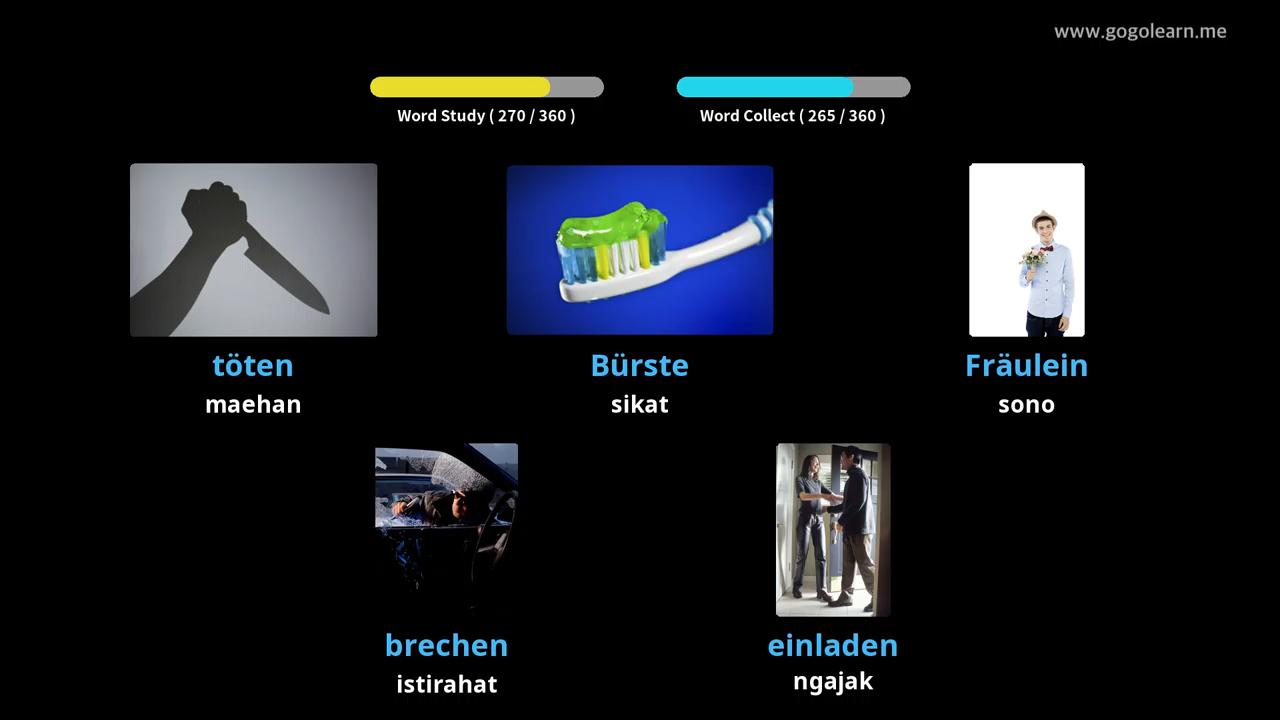 www.gogolearn.me
Word Study ( 270 / 360 )
Word Collect ( 265 / 360 )
töten
maehan
Bürste
sikat
Fräulein
sono
brechen
istirahat
einladen
ngajak